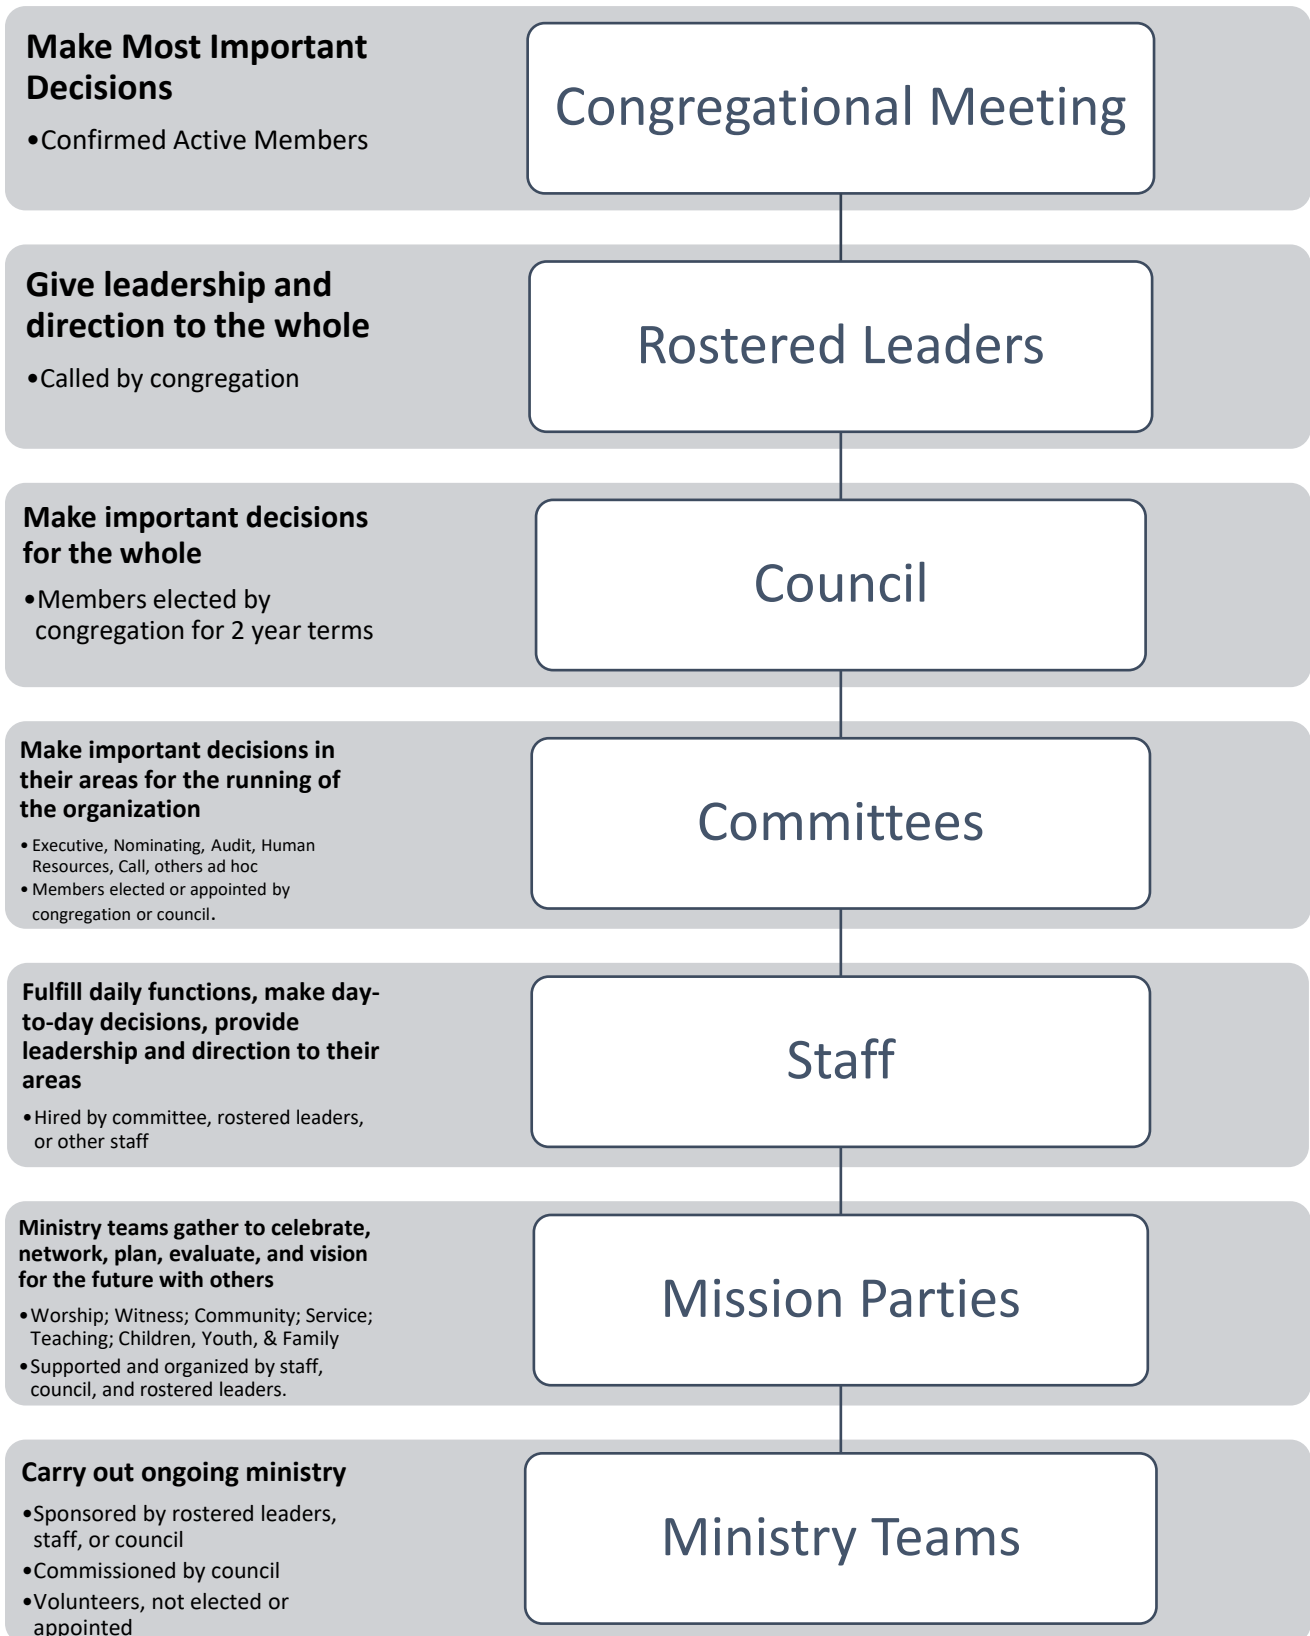 Make Most Important
Decisions
•Confirmed Active Members
Congregational Meeting
Give leadership and
direction to the whole
•Called by congregation
Rostered Leaders
Make important decisions
for the whole
•Members elected by
congregation for 2 year terms
Council
Make important decisions in
their areas for the running of
the organization
•Executive, Nominating, Audit, Human
Resources, Call, others ad hoc
•Members elected or appointed by
congregation or council.
Committees
Fulfill daily functions, make day-
to-day decisions, provide
leadership and direction to their
areas
•Hired by committee, rostered leaders,
or other staff
Staff
Ministry teams gather to celebrate,
network, plan, evaluate, and vision
for the future with others
•Worship; Witness; Community; Service;
Teaching; Children, Youth, & Family
•Supported and organized by staff,
council, and rostered leaders.
Mission Parties
Carry out ongoing ministry
•Sponsored by rostered leaders,
staff, or council
•Commissioned by council
•Volunteers, not elected or
appointed
Ministry Teams